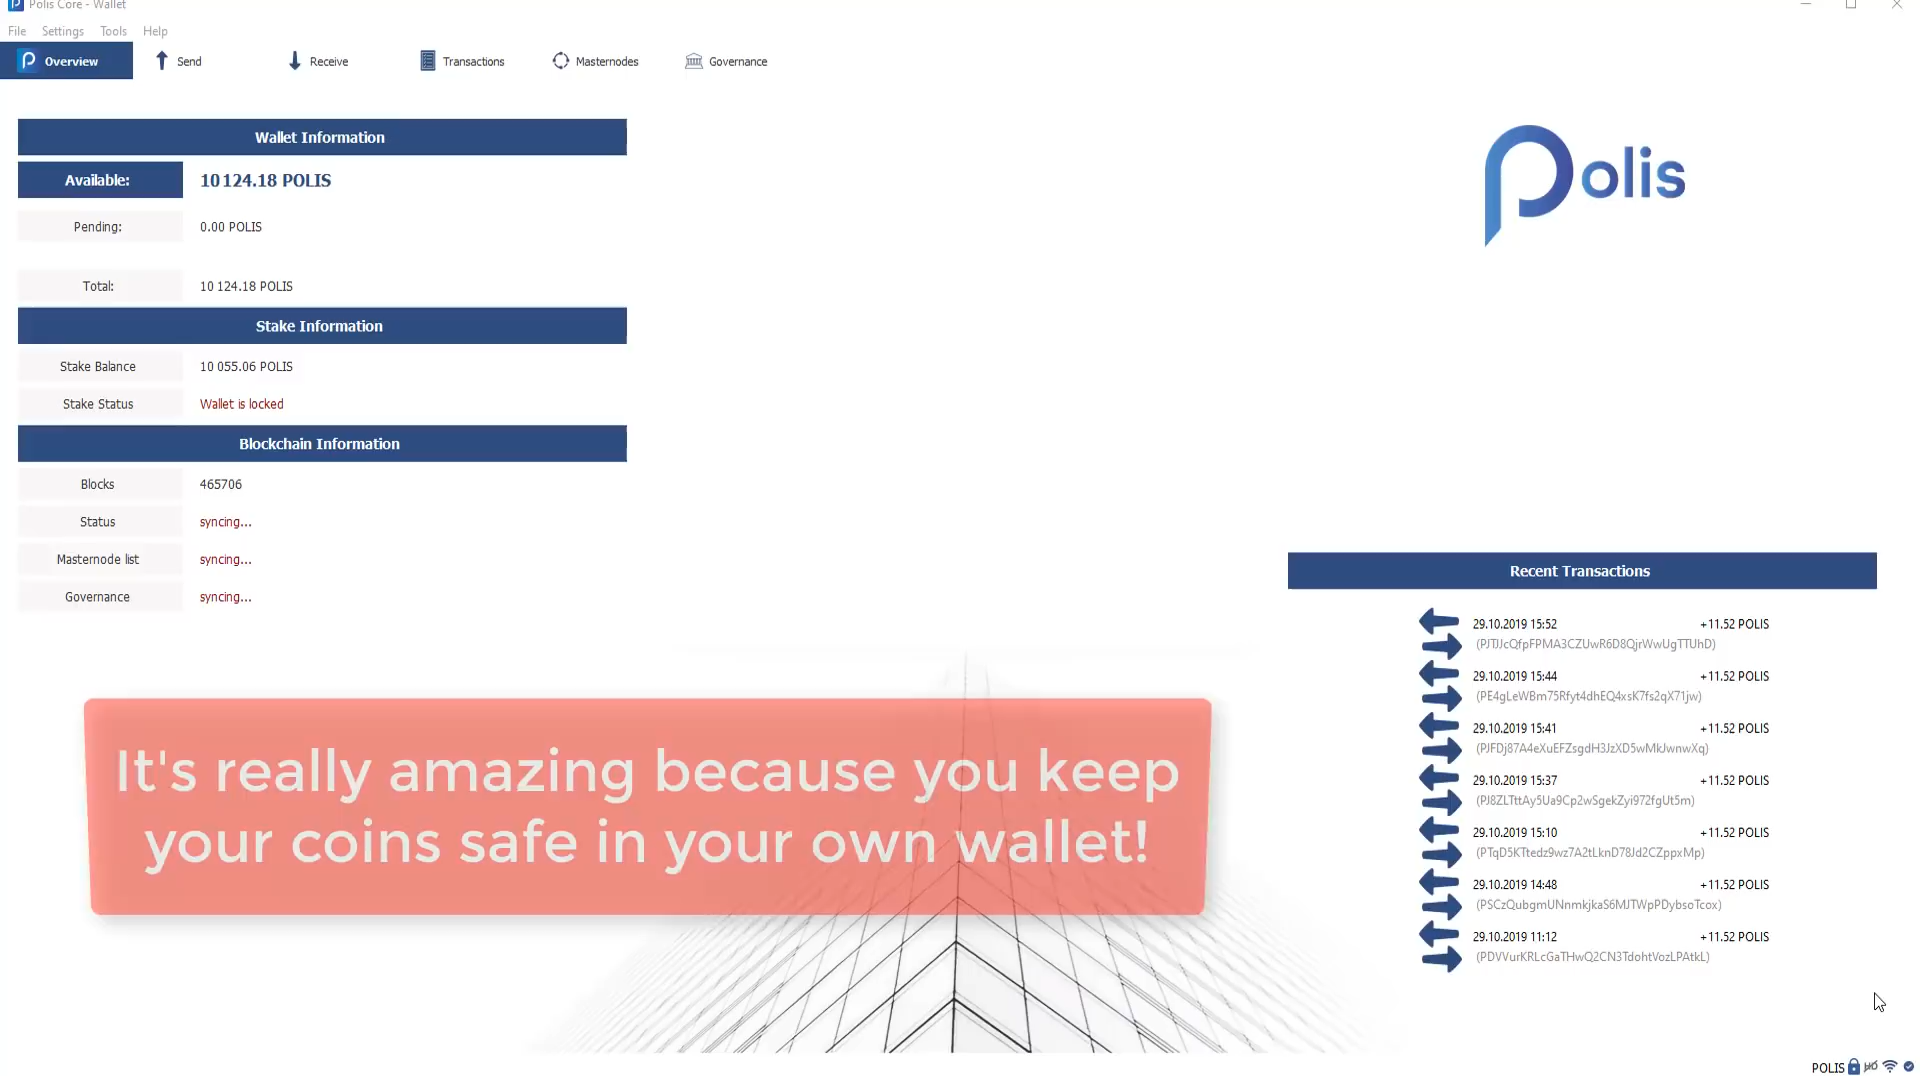 Polis Core - Wallet
File Settings Tools Help
Overview Send Receive Transactions Masternodes Governance
Wallet Information
Available: 10 124.18 POLIS
Pending: 0.00 POLIS
Total: 10 124.18 POLIS
Stake Information
Stake Balance 10 055.06 POLIS
Stake Status Wallet is locked
Blockchain Information
Blocks 465706
Status syncing...
Masternode list syncing...
Governance syncing...
Polis
Recent Transactions
29.10.2019 15:52 +11.52 POLIS
29.10.2019 15:44 +11.52 POLIS
(PE4gLeWBm75Rfyt4dhEQ4xsK7fs2qX71jw)
29.10.2019 15:41 +11.52 POLIS
(PJFDj87A4eXuEFZsgdH3JzXD5wMkJwnwXq)
29.10.2019 15:37 +11.52 POLIS
(PJ8ZLTttAy5Ua9Cp2wSgekZyi972fgUt5m)
29.10.2019 15:10 +11.52 POLIS
(PTqD5KTtedz9wz7A2tLknD78Jd2CZppxMp)
29.10.2019 14:48 +11.52 POLIS
(PSCzQubgmUNnmkjkaS6MJTWpPDybsoTcox)
29.10.2019 11:12 +11.52 POLIS
(PDVVurKRLcGaTHwQ2CN3TdohtVozLPAtkL)
It's really amazing because you keep
your coins safe in your own wallet!
POLIS HD